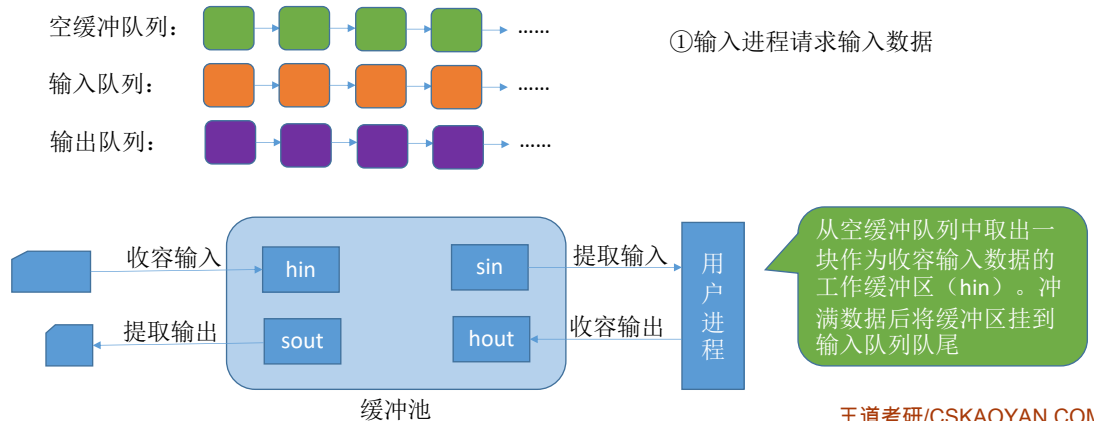 空缓冲队列：
……
①输入进程请求输入数据
输入队列：
……
输出队列：
……
收容输入
hin
sin
提取输入
用户进程
提取输出
sout
hout
收容输出
缓冲池
从空缓冲队列中取出一
块作为收容输入数据的
工作缓冲区（hin）。冲
满数据后将缓冲区挂到
输入队列队尾
王道考研/CSKAOYAN.COM